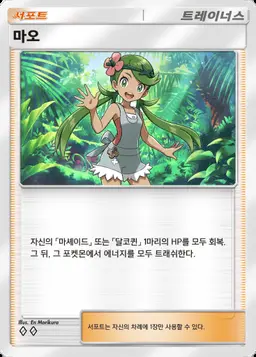 서포트
트레이너스
마오
자신의 「마셰이드」 또는 「달코퀸」 1마리의 HP를 모두 회복.
그 뒤, 그 포켓몬에서 에너지를 모두 트래쉬한다.
Illus. En Morikura
서포트는 자신의 차례에 1장만 사용할 수 있다.